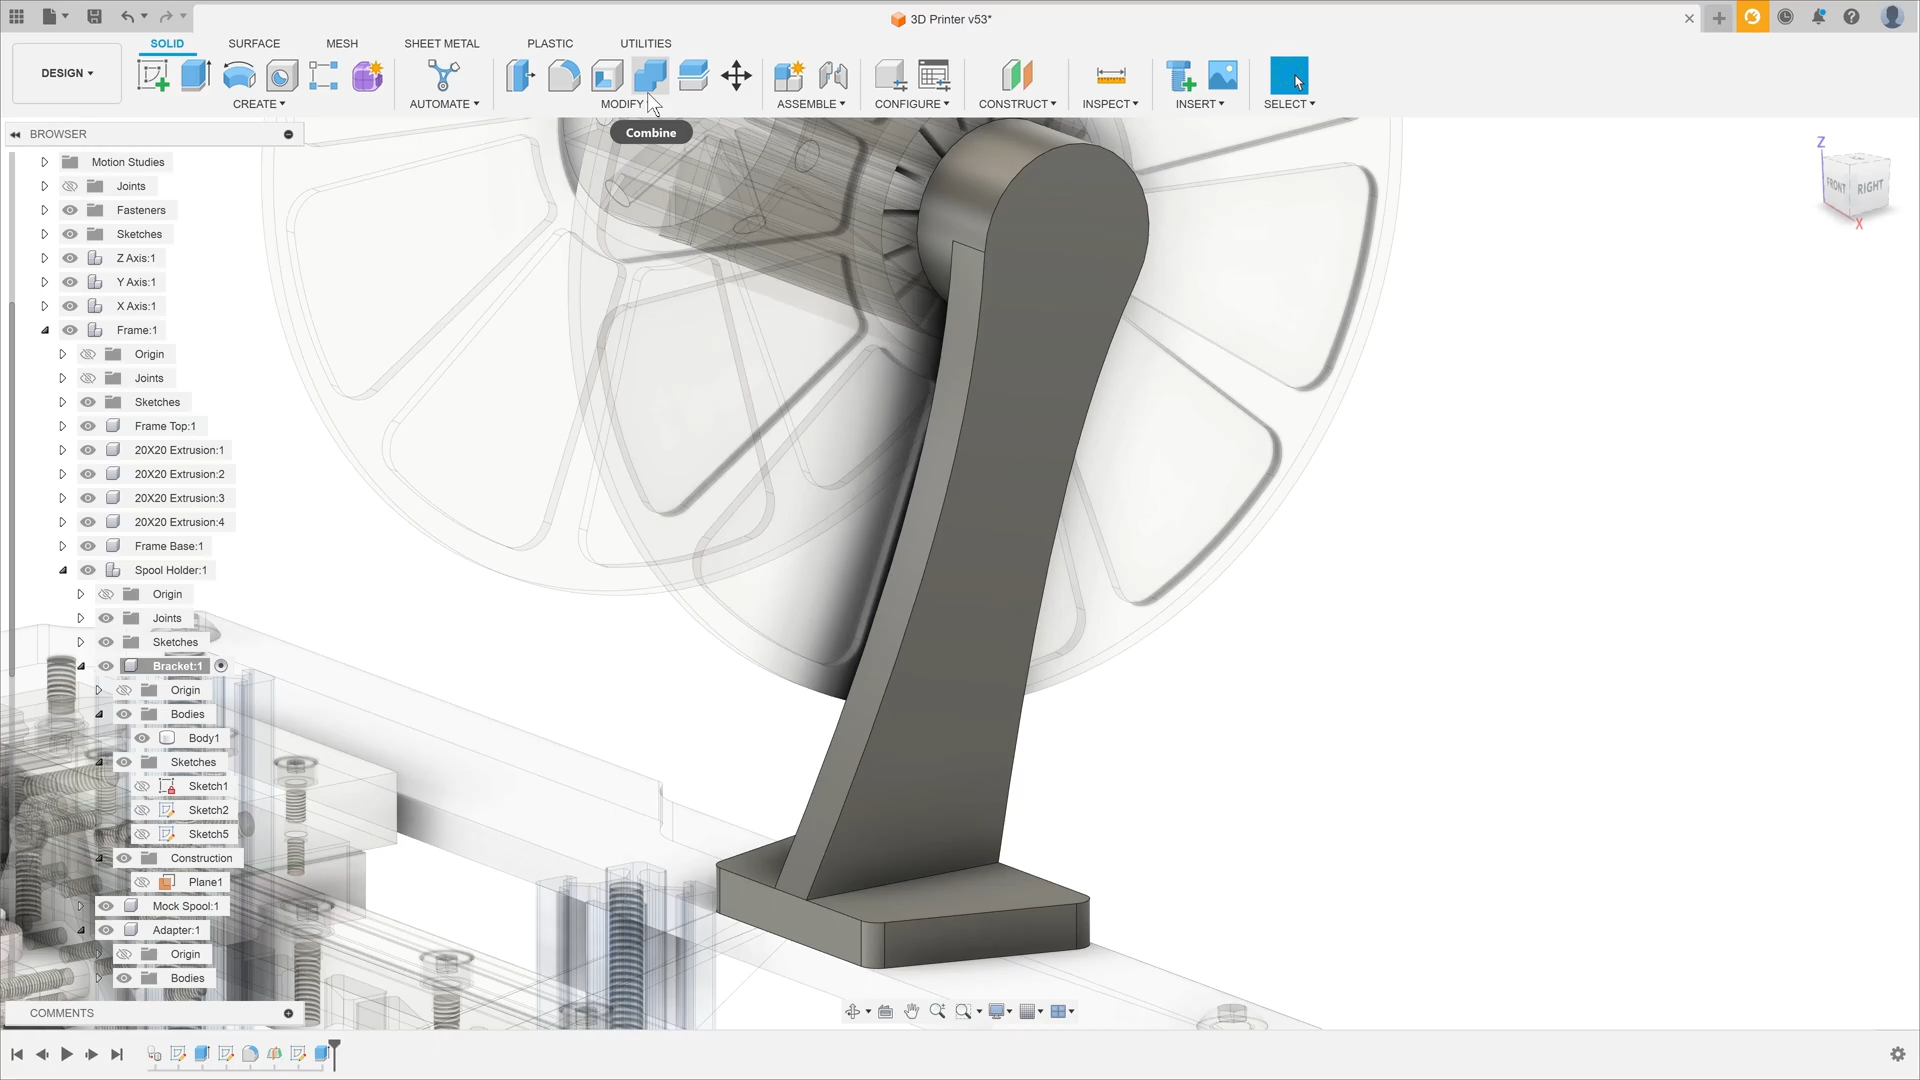 3D Printer v53*
SOLID SURFACE MESH SHEET METAL PLASTIC UTILITIES
DESIGN
CREATE AUTOMATE MODIFY ASSEMBLE CONFIGURE CONSTRUCT INSPECT INSERT SELECT
Combine
BROWSER
Motion Studies
Joints
Fasteners
Sketches
Z Axis:1
Y Axis:1
X Axis:1
Frame:1
Origin
Joints
Sketches
Frame Top:1
20X20 Extrusion:1
20X20 Extrusion:2
20X20 Extrusion:3
20X20 Extrusion:4
Frame Base:1
Spool Holder:1
Origin
Joints
Sketches
Bracket:1
Origin
Bodies
Body1
Sketches
Sketch1
Sketch2
Sketch5
Construction
Plane1
Mock Spool:1
Adapter:1
Origin
Bodies
COMMENTS
Z
FRONT RIGHT
X